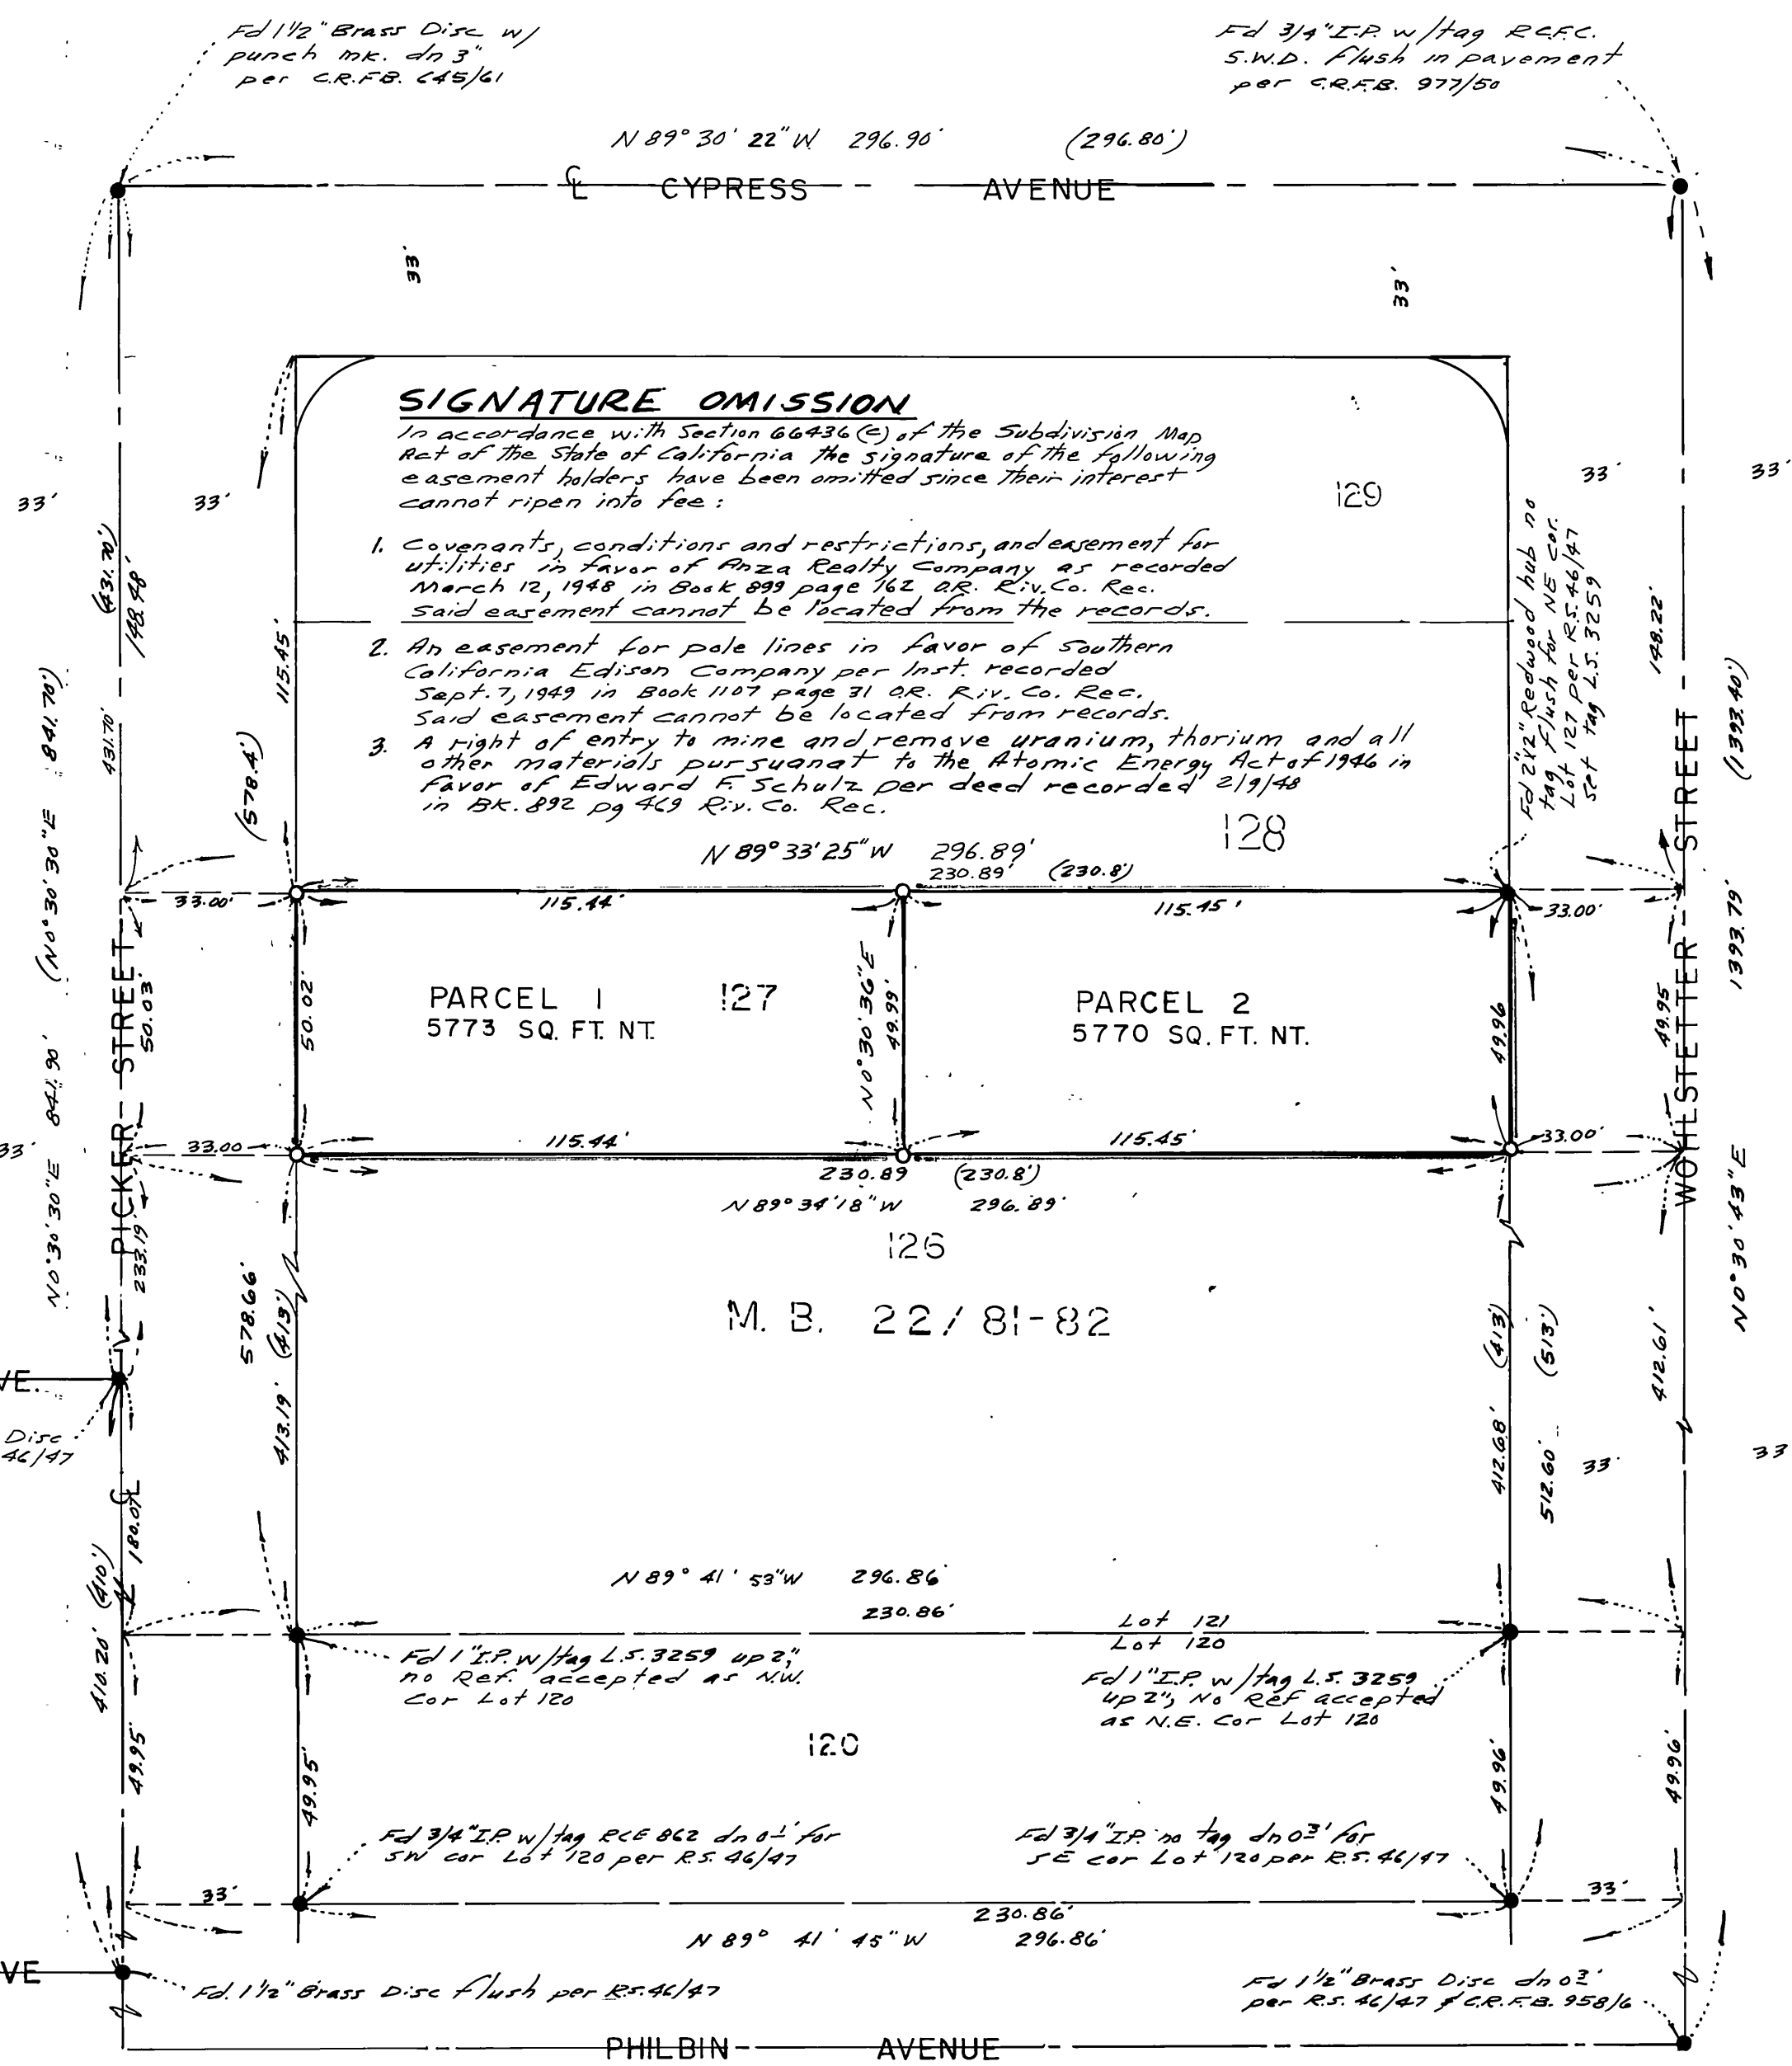 Fd 1½" Brass Disc w/
punch mk. dn 3"
per C.R.F.B. 645/61
Fd 3/4" I.P. w/tag R.C.F.C.
S.W.D. flush in pavement
per C.R.F.B. 977/50
N 89° 30' 22" W 296.90' (296.80')
℄ CYPRESS AVENUE
33'
33'
SIGNATURE OMISSION
In accordance with Section 66436 (c) of the Subdivision Map
Act of the State of California the signature of the following
easement holders have been omitted since their interest
cannot ripen into fee :
129
33'
33'
33'
33'
1. Covenants, conditions and restrictions, and easement for
utilities in favor of Anza Realty Company as recorded
March 12, 1948 in Book 899 page 162 O.R. Riv. Co. Rec.
said easement cannot be located from the records.
2. An easement for pole lines in favor of Southern
California Edison Company per Inst. recorded
Sept. 7, 1949 in Book 1107 page 31 O.R. Riv. Co. Rec.
Said easement cannot be located from records.
3. A right of entry to mine and remove uranium, thorium and all
other materials pursuanat to the Atomic Energy Act of 1946 in
favor of Edward F. Schulz per deed recorded 2/9/48
in BK. 892 pg 469 Riv. Co. Rec.
Fd 2"x2" Redwood hub no
tag flush for NE cor.
Lot 127 per R.S. 46/47
Set tag L.S. 3259
(431.70')
148.48'
431.70'
115.45'
(578.4')
148.22'
(1393.40')
1393.79'
N0° 30' 43" E
(N0° 30' 30" E 841.70')
N0° 30' 30" E 841.90'
128
N 89° 33' 25" W 296.89'
230.89' (230.8')
33.00' 115.44' 115.45' 33.00'
PICKER STREET
WOHLSTETTER STREET
50.03'
50.02'
PARCEL 1
5773 SQ. FT. NT.
127
N0° 30' 36" E
49.99'
PARCEL 2
5770 SQ. FT. NT.
49.96
49.95
33'
33.00 115.44' 115.45' 33.00'
230.89 (230.8')
N 89° 34' 18" W 296.89'
233.19'
126
M. B. 22/81-82
578.66'
(413')
413.19'
(413')
412.68'
(513')
512.60'
412.61'
VE.
Disc
46/47
℄
180.07'
33'
33
(410')
410.20'
N 89° 41' 53" W 296.86'
230.86'
Lot 121
Lot 120
Fd 1" I.P. w/tag L.S. 3259 up 2",
no Ref. accepted as N.W.
Cor Lot 120
Fd 1" I.P. w/tag L.S. 3259
up 2", No Ref accepted
as N.E. Cor Lot 120
120
49.95
49.95'
49.96'
49.96'
Fd 3/4" I.P. w/tag RCE 862 dn 0.1' for
SW cor Lot 120 per R.S. 46/47
Fd 3/4" I.P. no tag dn 0.3' for
SE cor Lot 120 per R.S. 46/47
33' 33'
230.86'
N 89° 41' 45" W 296.86'
VE
Fd. 1½" Brass Disc flush per R.S. 46/47
Fd 1½" Brass Disc dn 0.3'
per R.S. 46/47 & C.R.F.B. 958/6
PHILBIN AVENUE